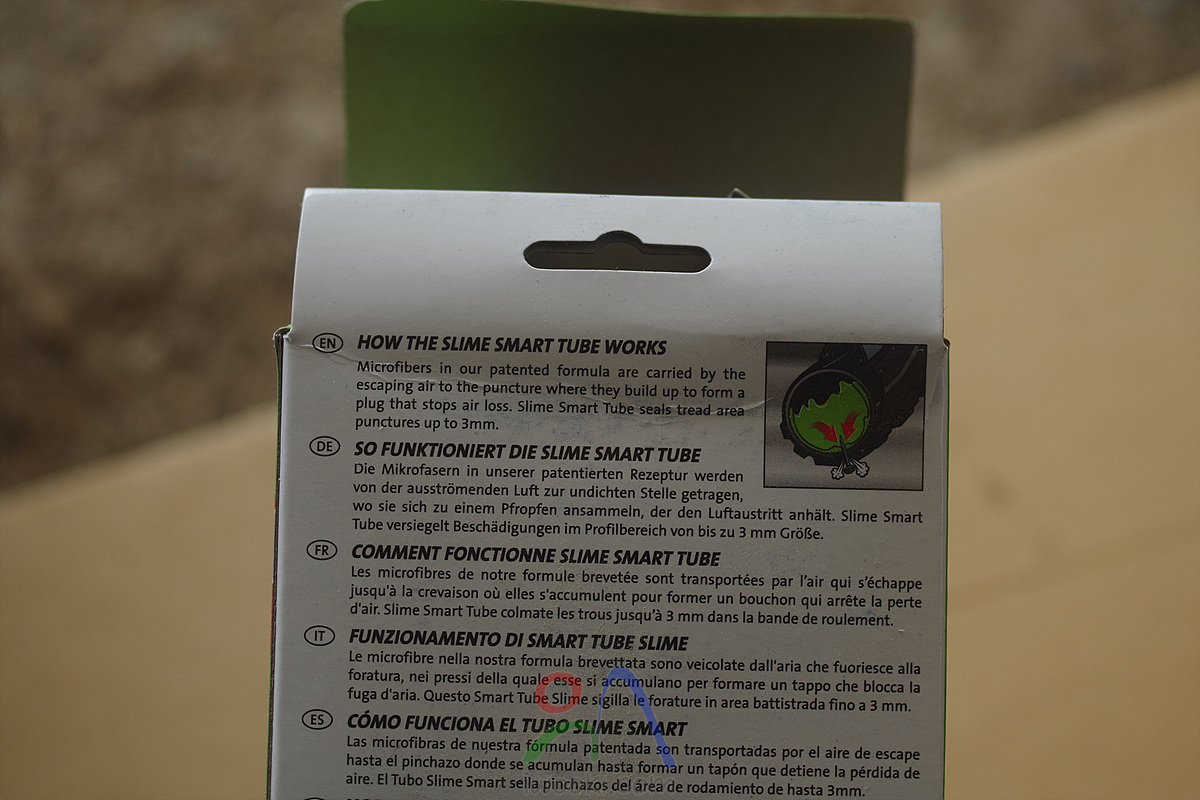 EN HOW THE SLIME SMART TUBE WORKS
Microfibers in our patented formula are carried by the
escaping air to the puncture where they build up to form a
plug that stops air loss. Slime Smart Tube seals tread area
punctures up to 3mm.
DE SO FUNKTIONIERT DIE SLIME SMART TUBE
Die Mikrofasern in unserer patentierten Rezeptur werden
von der ausströmenden Luft zur undichten Stelle getragen,
wo sie sich zu einem Pfropfen ansammeln, der den Luftaustritt anhält. Slime Smart
Tube versiegelt Beschädigungen im Profilbereich von bis zu 3 mm Größe.
FR COMMENT FONCTIONNE SLIME SMART TUBE
Les microfibres de notre formule brevetée sont transportées par l'air qui s'échappe
jusqu'à la crevaison où elles s'accumulent pour former un bouchon qui arrête la perte
d'air. Slime Smart Tube colmate les trous jusqu'à 3 mm dans la bande de roulement.
IT FUNZIONAMENTO DI SMART TUBE SLIME
Le microfibre nella nostra formula brevettata sono veicolate dall'aria che fuoriesce alla
foratura, nei pressi della quale esse si accumulano per formare un tappo che blocca la
fuga d'aria. Questo Smart Tube Slime sigilla le forature in area battistrada fino a 3 mm.
ES CÓMO FUNCIONA EL TUBO SLIME SMART
Las microfibras de nuestra fórmula patentada son transportadas por el aire de escape
hasta el pinchazo donde se acumulan hasta formar un tapón que detiene la pérdida de
aire. El Tubo Slime Smart sella pinchazos del área de rodamiento de hasta 3mm.